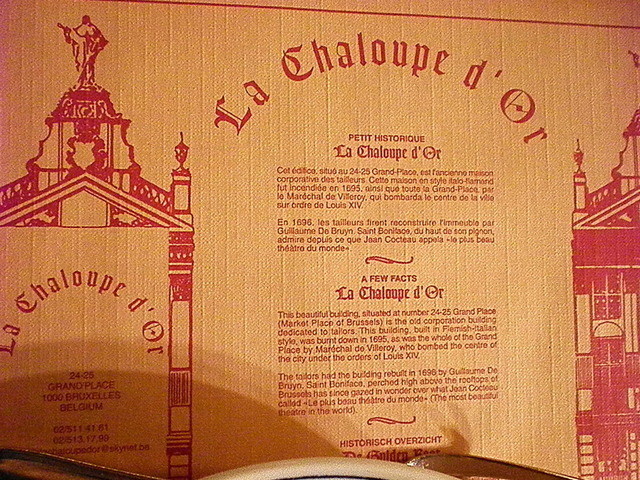 La Chaloupe d'Or
PETIT HISTORIQUE
La Chaloupe d'Or
Cet édifice, situé au 24-25 Grand-Place, est l'ancienne maison
corporative des tailleurs. Cette maison en style italo-flamand
fut incendiée en 1695, ainsi que toute la Grand-Place, par
le Maréchal de Villeroy, qui bombarda le centre de la ville
sur ordre de Louis XIV.
En 1696, les tailleurs firent reconstruire l'immeuble par
Guillaume De Bruyn. Saint Boniface, du haut de son pignon,
admire depuis ce que Jean Cocteau appela «le plus beau
théâtre du monde»
A FEW FACTS
La Chaloupe d'Or
This beautiful building, situated at number 24-25 Grand Place
(Market Place of Brussels) is the old corporation building
dedicated to tailors. This building, built in Flemish-Italian
style, was burnt down in 1695, as was the whole of the Grand
Place by Maréchal de Villeroy, who bombed the centre of
the city under the orders of Louis XIV.
The tailors had the building rebuilt in 1696 by Guillaume De
Bruyn. Saint Boniface, perched high above the rooftops of
Brussels has since gazed in wonder over what Jean Cocteau
called «Le plus beau théâtre du monde» (The most beautiful
theatre in the world).
HISTORISCH OVERZICHT
De Gulden Boot
La Chaloupe d'Or
24-25
GRAND PLACE
1000 BRUXELLES
BELGIUM
02/511.41.61
02/513.17.99
chaloupedor@skynet.be